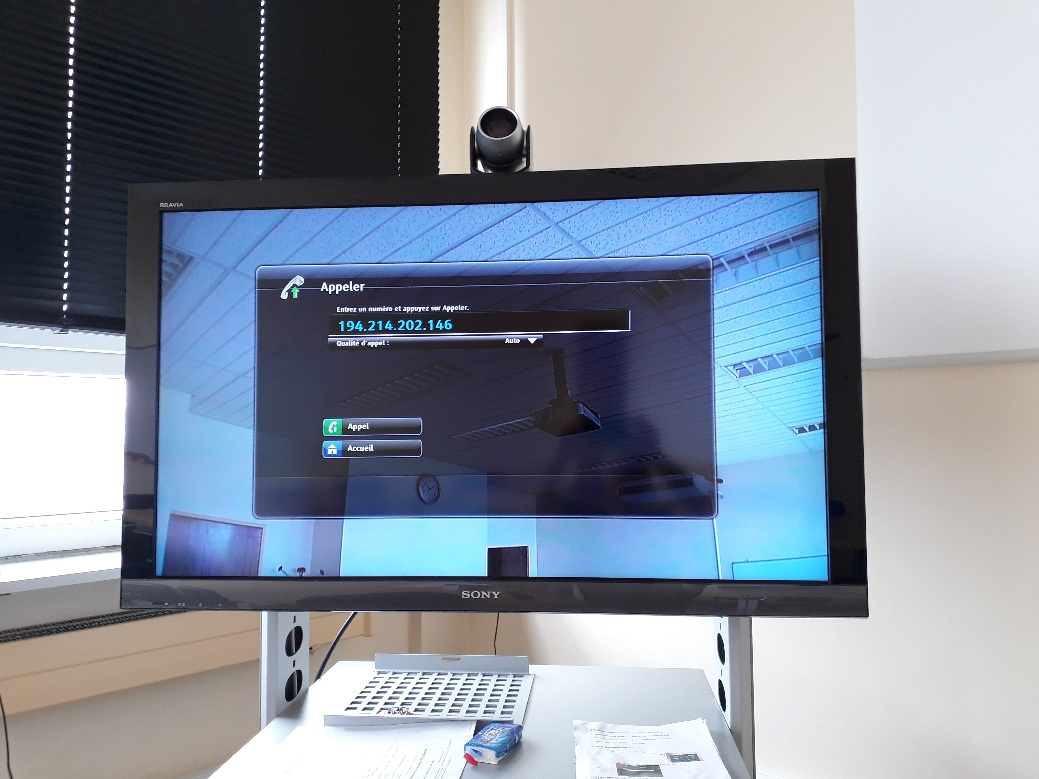 BRAVIA
Appeler
Entrez un numéro et appuyez sur Appeler.
194.214.202.146
Qualité d'appel : Auto
Appel
Accueil
SONY